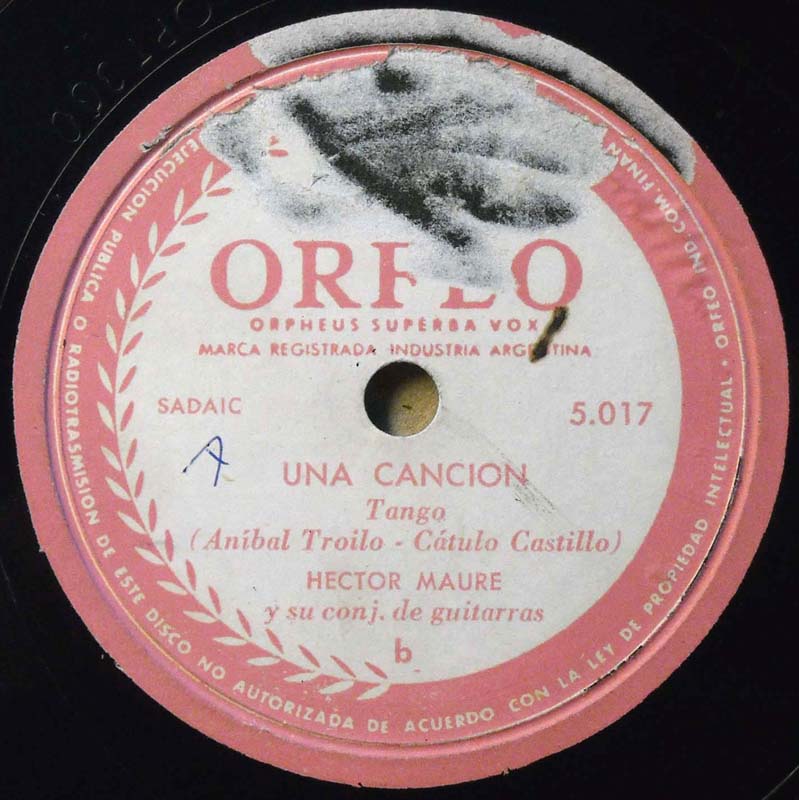 ORFEO
ORPHEUS SUPERBA VOX
MARCA REGISTRADA INDUSTRIA ARGENTINA
SADAIC
5.017
A
UNA CANCION
Tango
(Aníbal Troilo - Cátulo Castillo)
HECTOR MAURE
y su conj. de guitarras
b
EJECUCION PUBLICA O RADIOTRASMISION DE ESTE DISCO NO AUTORIZADA DE ACUERDO CON LA LEY DE PROPIEDAD INTELECTUAL • ORFEO IND. COM. FINAN